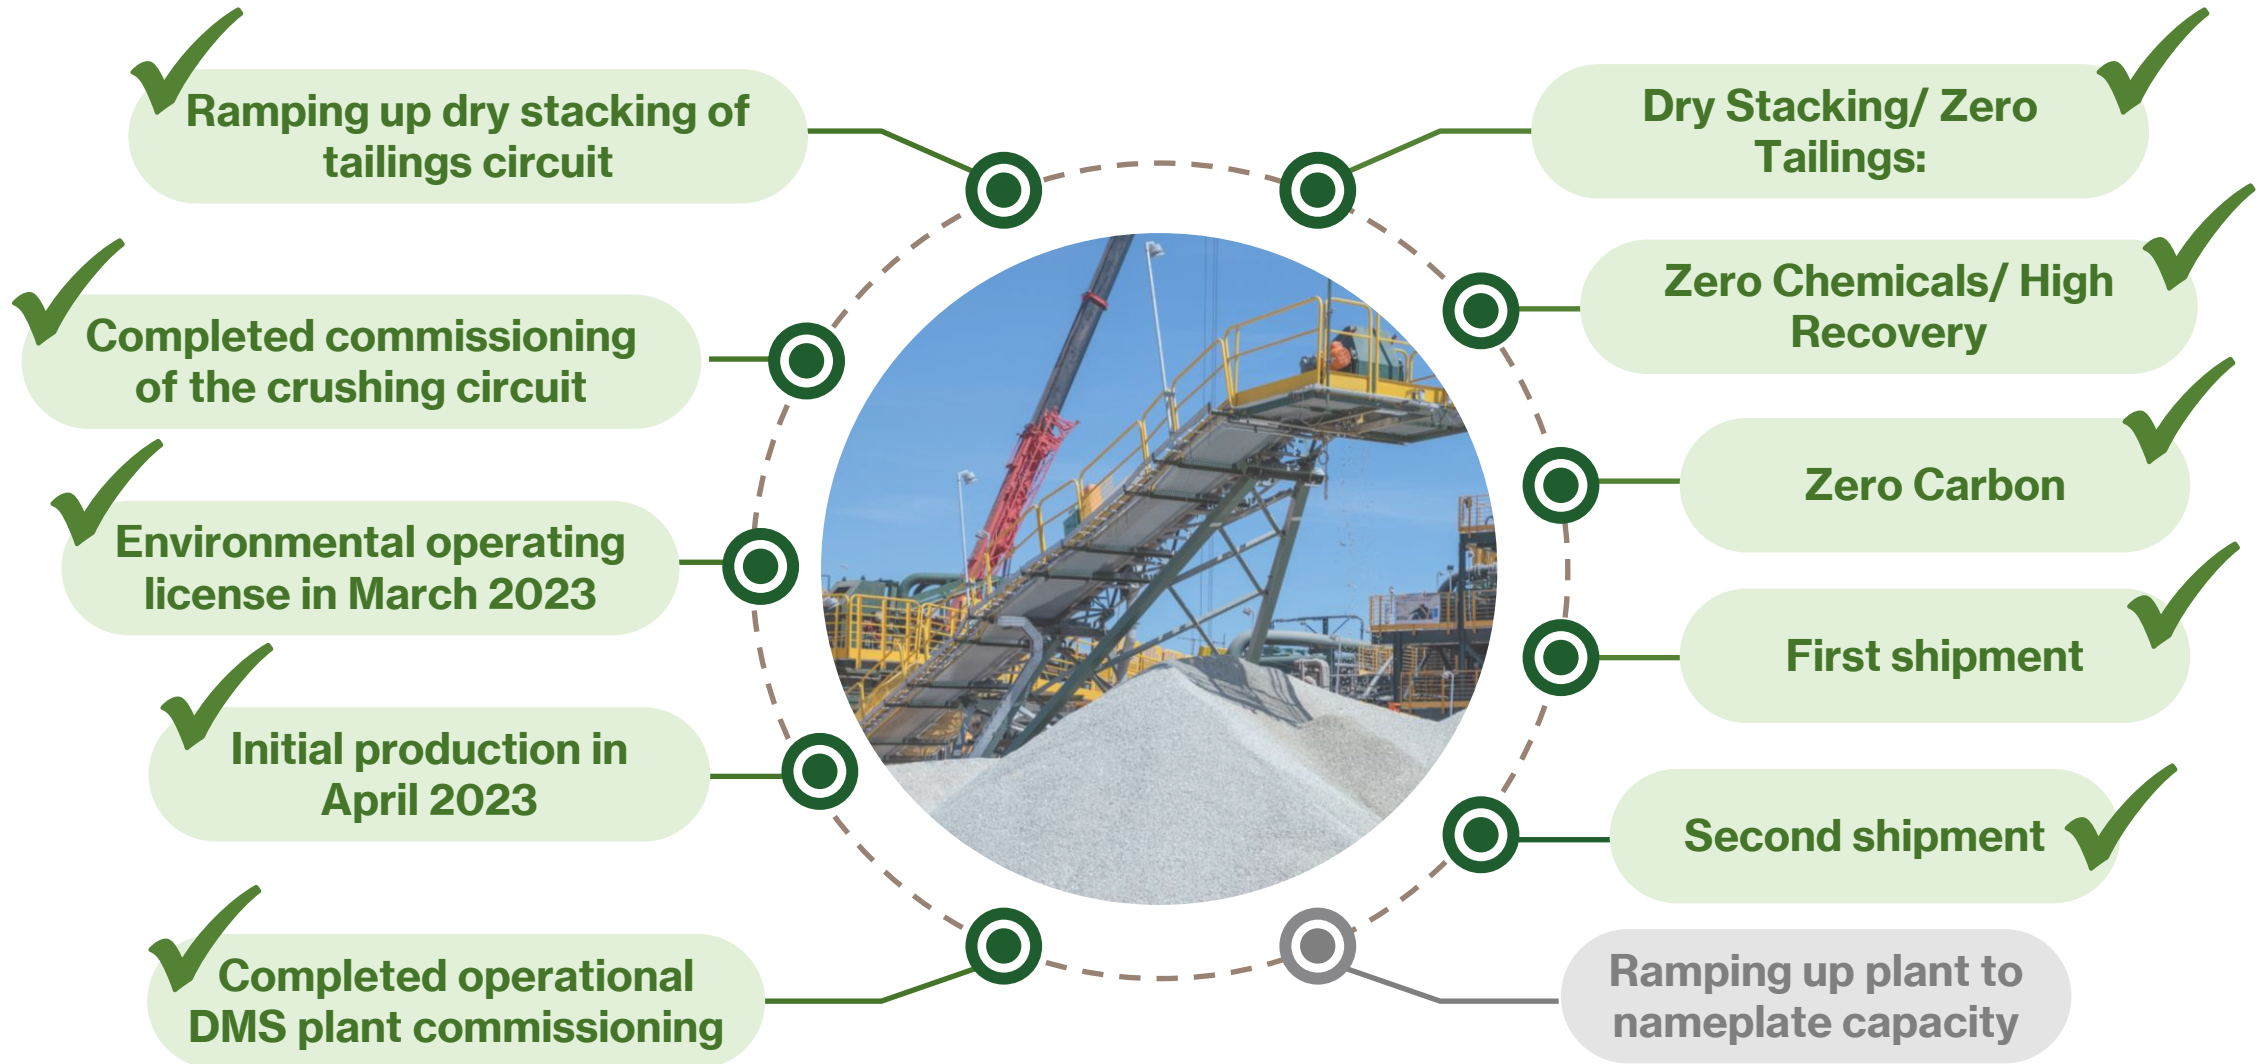 Ramping up dry stacking of
tailings circuit
Completed commissioning
of the crushing circuit
Environmental operating
license in March 2023
Initial production in
April 2023
Completed operational
DMS plant commissioning
Dry Stacking/ Zero
Tailings:
Zero Chemicals/ High
Recovery
Zero Carbon
First shipment
Second shipment
Ramping up plant to
nameplate capacity